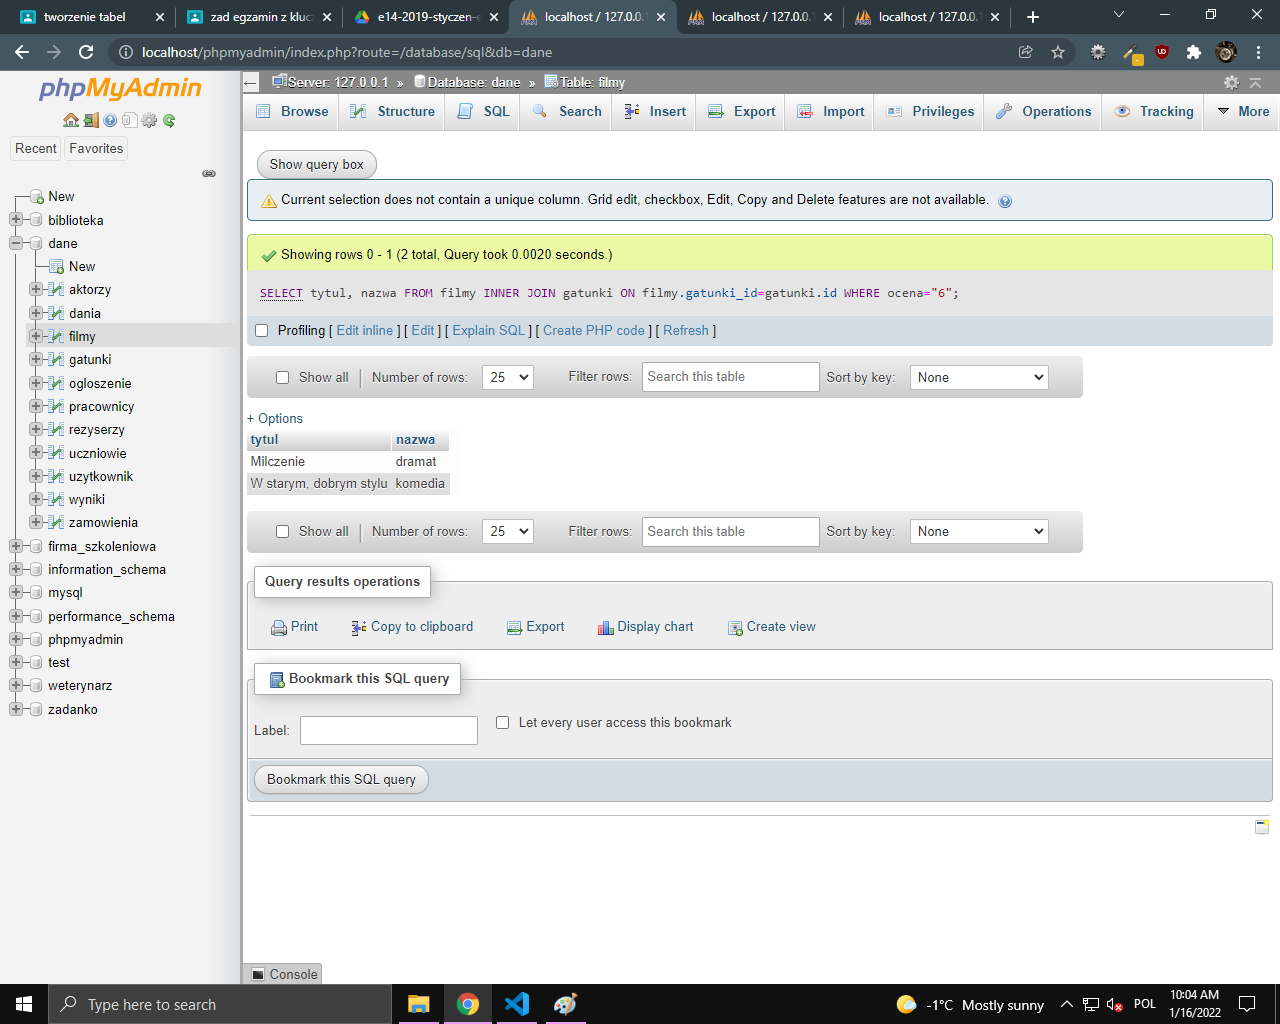 tworzenie tabel
zad egzamin z klucz
e14-2019-styczen-e
localhost / 127.0.0.1
localhost / 127.0.0.1
localhost / 127.0.0.1
localhost/phpmyadmin/index.php?route=/database/sql&db=dane
phpMyAdmin
Recent
Favorites
New
biblioteka
dane
New
aktorzy
dania
filmy
gatunki
ogloszenie
pracownicy
rezyserzy
uczniowie
uzytkownik
wyniki
zamowienia
firma_szkoleniowa
information_schema
mysql
performance_schema
phpmyadmin
test
weterynarz
zadanko
Server: 127.0.0.1 » Database: dane » Table: filmy
Browse Structure SQL Search Insert Export Import Privileges Operations Tracking More
Show query box
Current selection does not contain a unique column. Grid edit, checkbox, Edit, Copy and Delete features are not available.
Showing rows 0 - 1 (2 total, Query took 0.0020 seconds.)
SELECT tytul, nazwa FROM filmy INNER JOIN gatunki ON filmy.gatunki_id=gatunki.id WHERE ocena="6";
Profiling [ Edit inline ] [ Edit ] [ Explain SQL ] [ Create PHP code ] [ Refresh ]
Show all Number of rows: 25 Filter rows: Search this table Sort by key: None
+ Options
tytul nazwa
Milczenie dramat
W starym, dobrym stylu komedia
Show all Number of rows: 25 Filter rows: Search this table Sort by key: None
Query results operations
Print Copy to clipboard Export Display chart Create view
Bookmark this SQL query
Label: Let every user access this bookmark
Bookmark this SQL query
Console
Type here to search
-1°C Mostly sunny
POL
10:04 AM
1/16/2022